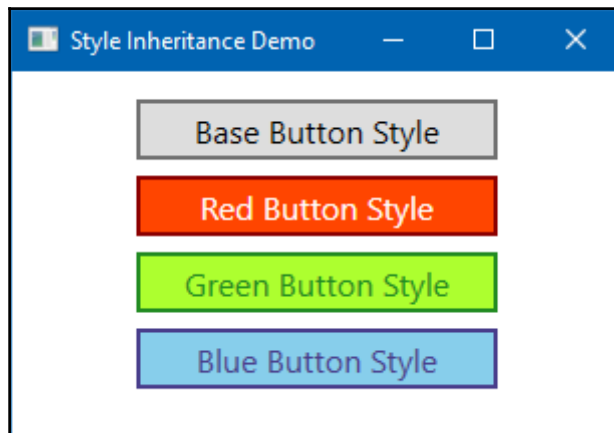 Style Inheritance Demo
Base Button Style
Red Button Style
Green Button Style
Blue Button Style